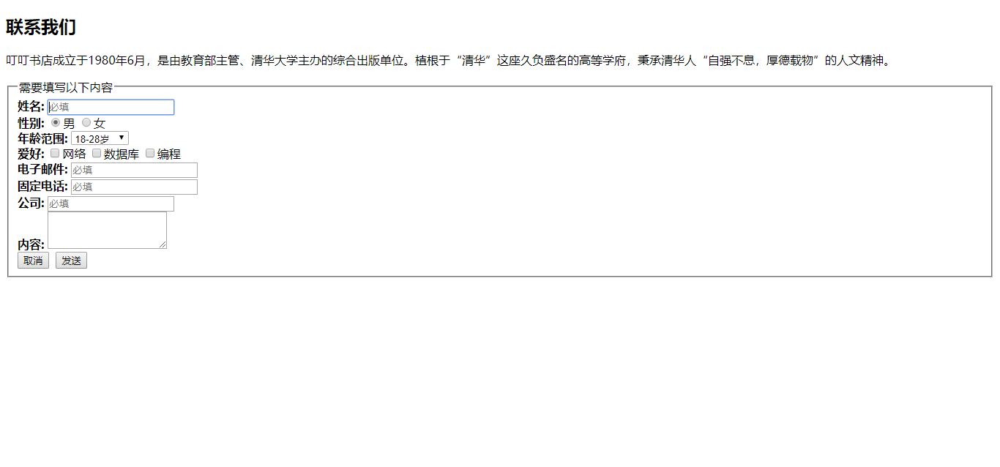 联系我们
叮叮书店成立于1980年6月，是由教育部主管、清华大学主办的综合出版单位。植根于“清华”这座久负盛名的高等学府，秉承清华人“自强不息，厚德载物”的人文精神。
需要填写以下内容
姓名: 必填
性别: 男 女
年龄范围: 18-28岁
爱好: 网络 数据库 编程
电子邮件: 必填
固定电话: 必填
公司: 必填
内容:
取消 发送